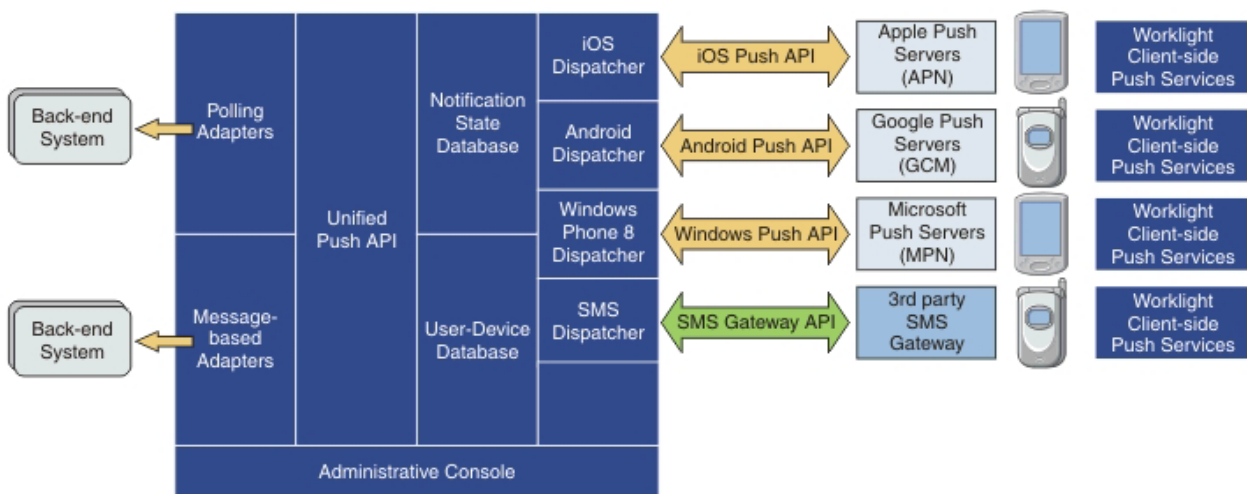 Back-end
System
Back-end
System
Polling
Adapters
Message-
based
Adapters
Unified
Push API
Notification
State
Database
User-Device
Database
iOS
Dispatcher
Android
Dispatcher
Windows
Phone 8
Dispatcher
SMS
Dispatcher
Administrative Console
iOS Push API
Android Push API
Windows Push API
SMS Gateway API
Apple Push
Servers
(APN)
Google Push
Servers
(GCM)
Microsoft
Push Servers
(MPN)
3rd party
SMS
Gateway
Worklight
Client-side
Push Services
Worklight
Client-side
Push Services
Worklight
Client-side
Push Services
Worklight
Client-side
Push Services